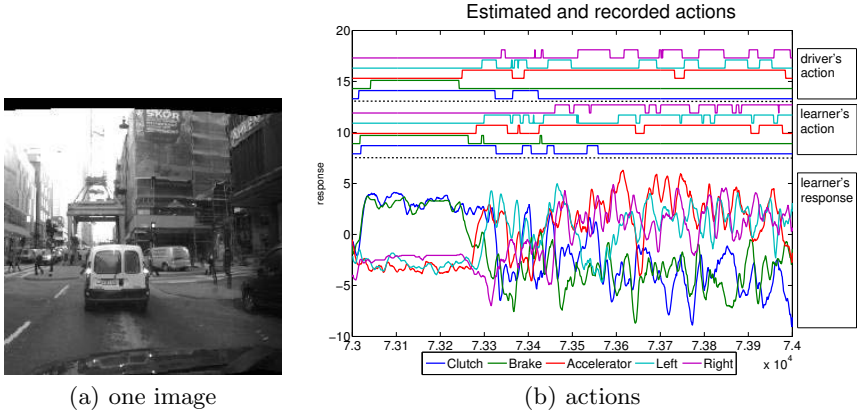 SKÖR
(a) one image
Estimated and recorded actions
20
15
10
5
0
−5
−10
response
7.3 7.31 7.32 7.33 7.34 7.35 7.36 7.37 7.38 7.39 7.4
x 10^4
driver's
action
learner's
action
learner's
response
Clutch Brake Accelerator Left Right
(b) actions